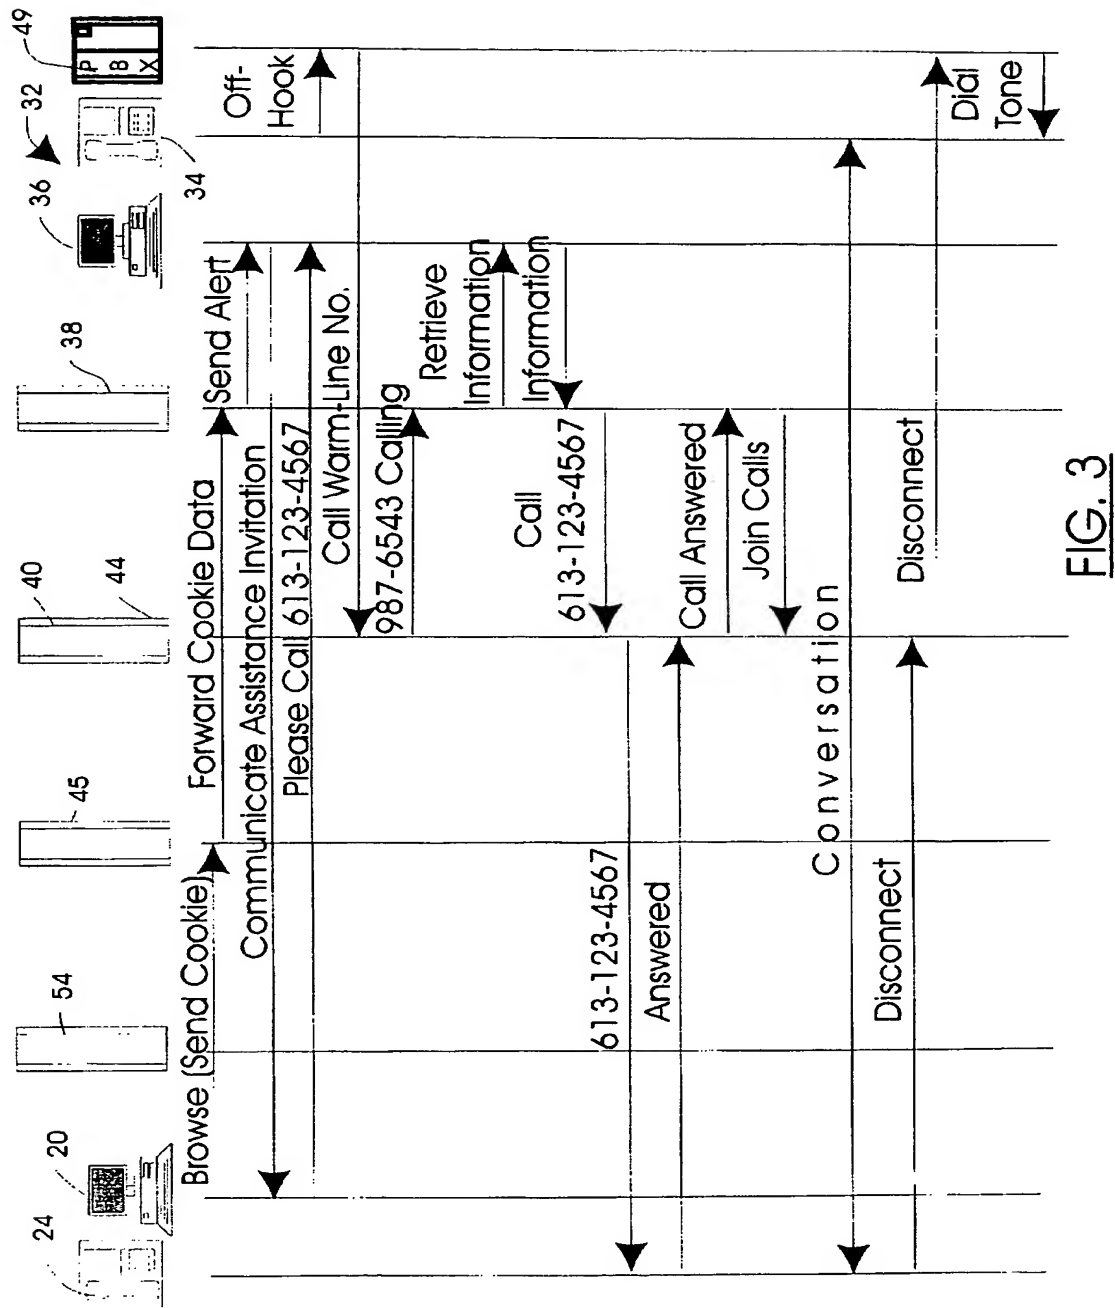 24
20
54
45
40
44
38
36
32
34
49
P
B
X
Browse (Send Cookie)
Forward Cookie Data
Send Alert
Communicate Assistance Invitation
Please Call 613-123-4567
Off-
Hook
Call Warm-Line No.
987-6543 Calling
Retrieve
Information
Information
Call
613-123-4567
613-123-4567
Answered
Call Answered
Join Calls
Conversation
Disconnect
Disconnect
Dial
Tone
FIG. 3